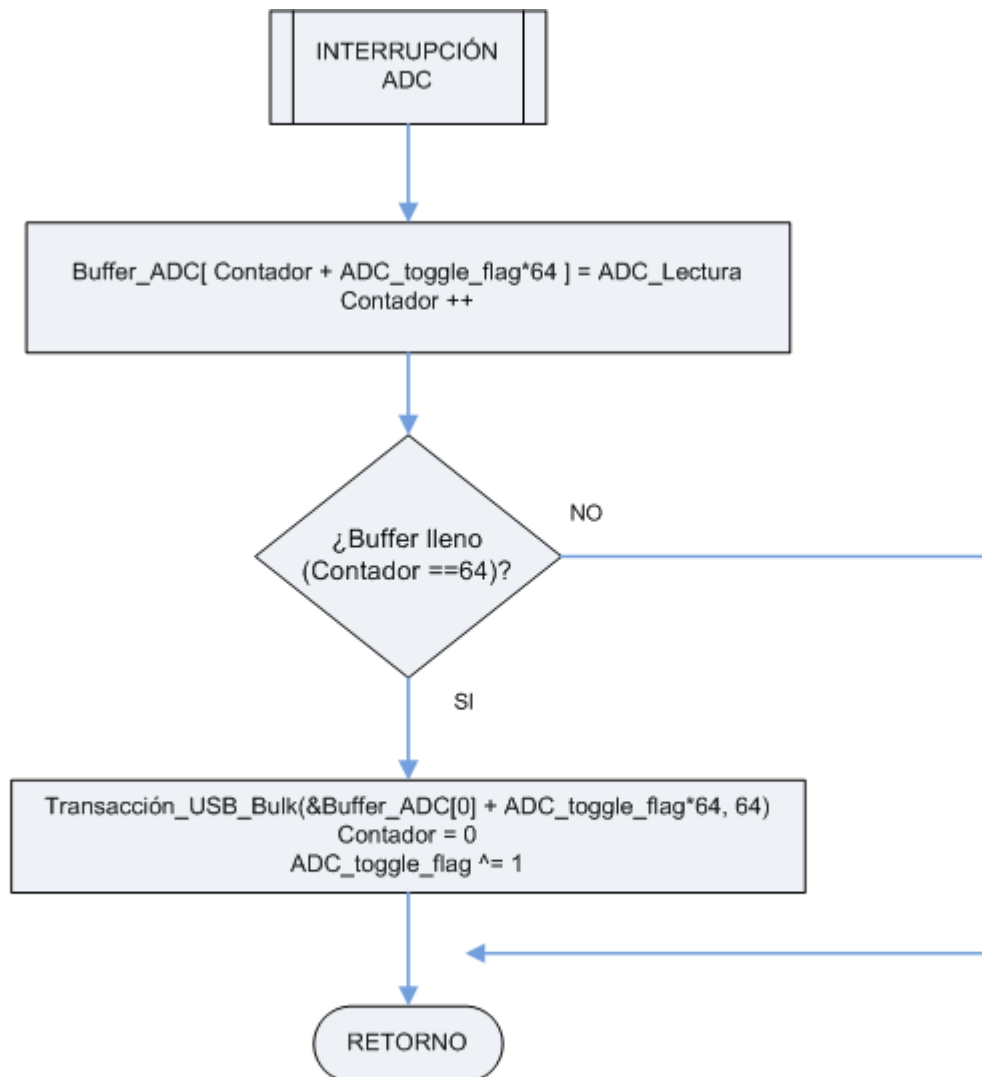 INTERRUPCIÓN
ADC
Buffer_ADC[ Contador + ADC_toggle_flag*64 ] = ADC_Lectura
Contador ++
¿Buffer lleno
(Contador ==64)?
NO
SI
Transacción_USB_Bulk(&Buffer_ADC[0] + ADC_toggle_flag*64, 64)
Contador = 0
ADC_toggle_flag ^= 1
RETORNO